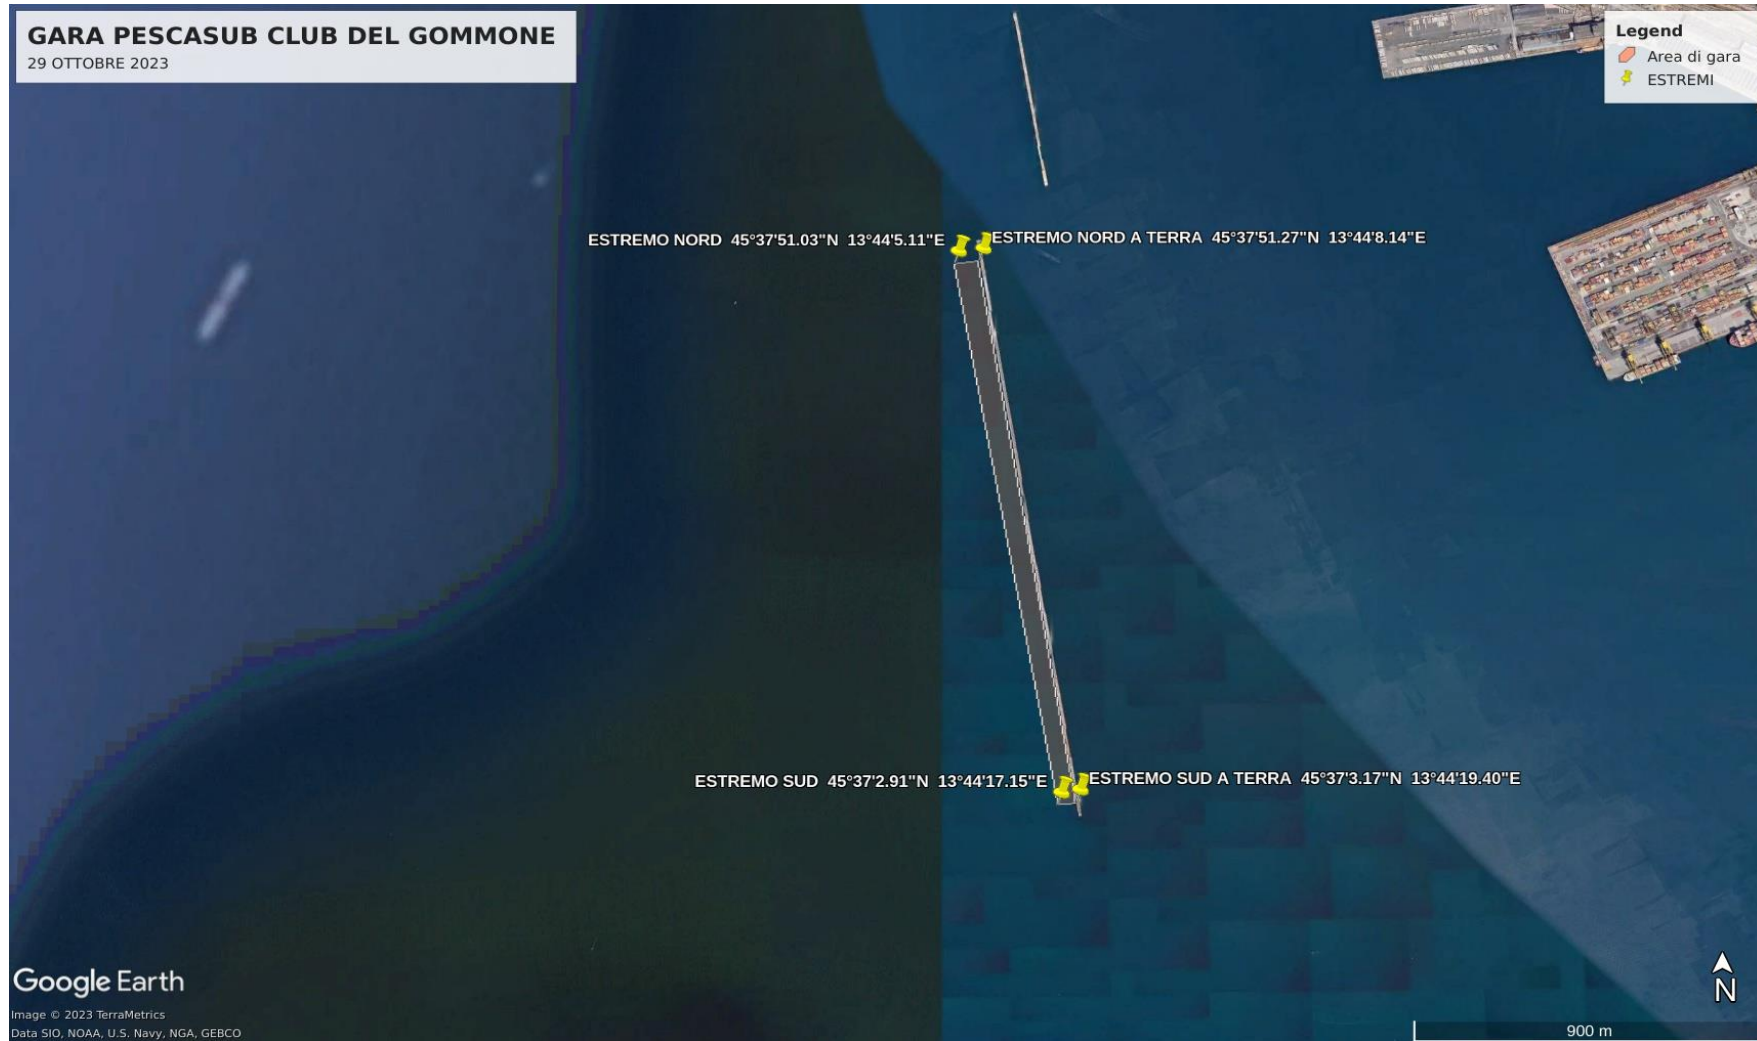 GARA PESCASUB CLUB DEL GOMMONE
29 OTTOBRE 2023
Legend
Area di gara
ESTREMI
ESTREMO NORD 45°37'51.03"N 13°44'5.11"E
ESTREMO NORD A TERRA 45°37'51.27"N 13°44'8.14"E
ESTREMO SUD 45°37'2.91"N 13°44'17.15"E
ESTREMO SUD A TERRA 45°37'3.17"N 13°44'19.40"E
Google Earth
Image © 2023 TerraMetrics
Data SIO, NOAA, U.S. Navy, NGA, GEBCO
N
900 m